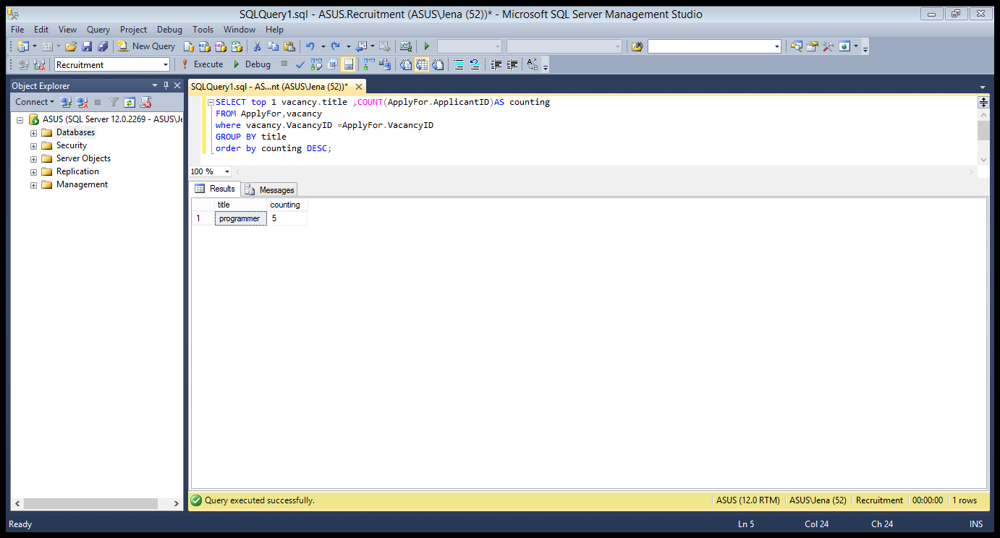 SQLQuery1.sql - ASUS.Recruitment (ASUS\Jena (52))* - Microsoft SQL Server Management Studio
File Edit View Query Project Debug Tools Window Help
New Query
Recruitment Execute Debug
Object Explorer
Connect
ASUS (SQL Server 12.0.2269 - ASUS\Je
Databases
Security
Server Objects
Replication
Management
SQLQuery1.sql - AS...nt (ASUS\Jena (52))*
SELECT top 1 vacancy.title ,COUNT(ApplyFor.ApplicantID)AS counting
FROM ApplyFor,vacancy
where vacancy.VacancyID =ApplyFor.VacancyID
GROUP BY title
order by counting DESC;
100 %
Results Messages
title counting
1 programmer 5
Query executed successfully. ASUS (12.0 RTM) ASUS\Jena (52) Recruitment 00:00:00 1 rows
Ready Ln 5 Col 24 Ch 24 INS